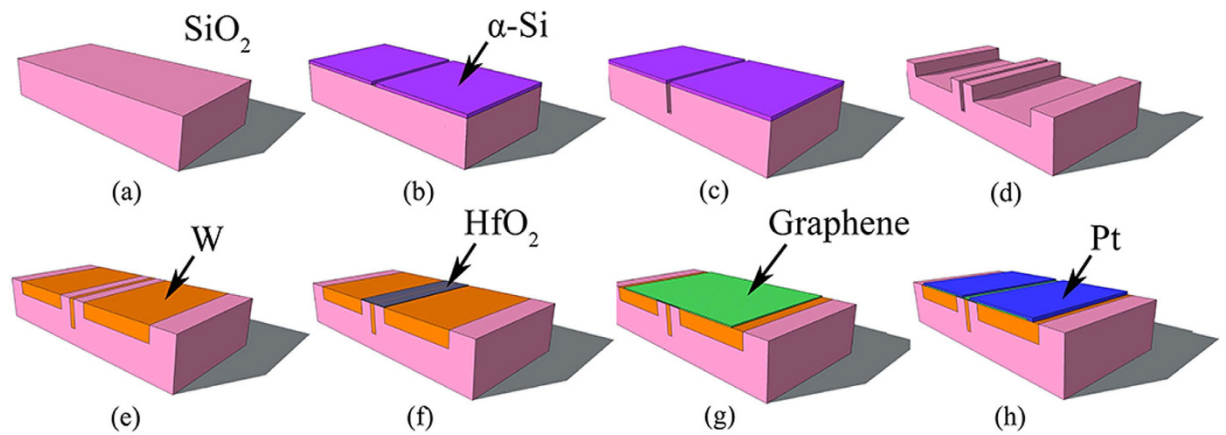 SiO₂
α-Si
(a)
(b)
(c)
(d)
W
HfO₂
Graphene
Pt
(e)
(f)
(g)
(h)